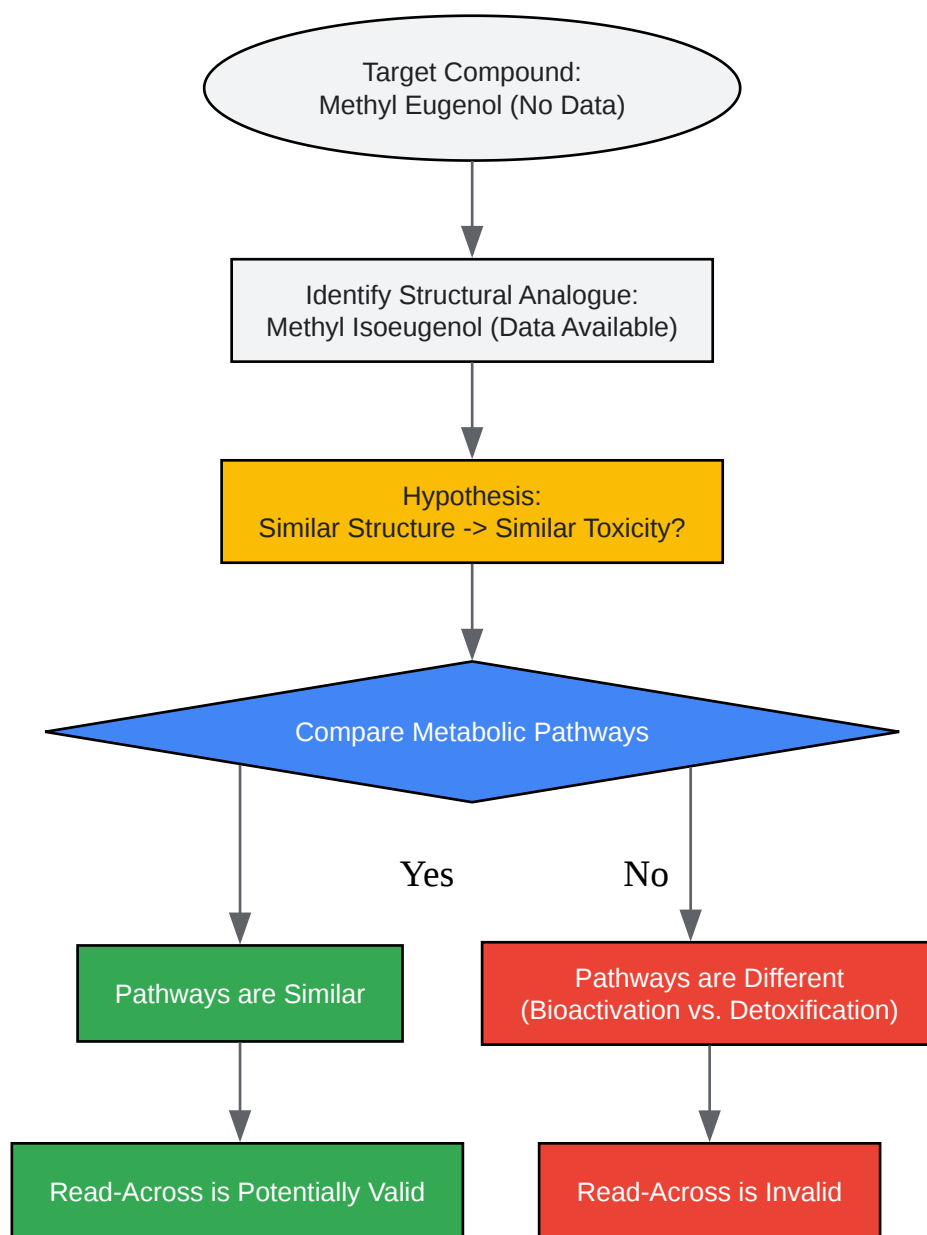 Target Compound:
Methyl Eugenol (No Data)
Identify Structural Analogue:
Methyl Isoeugenol (Data Available)
Hypothesis:
Similar Structure -> Similar Toxicity?
Compare Metabolic Pathways
Yes
No
Pathways are Similar
Pathways are Different
(Bioactivation vs. Detoxification)
Read-Across is Potentially Valid
Read-Across is Invalid